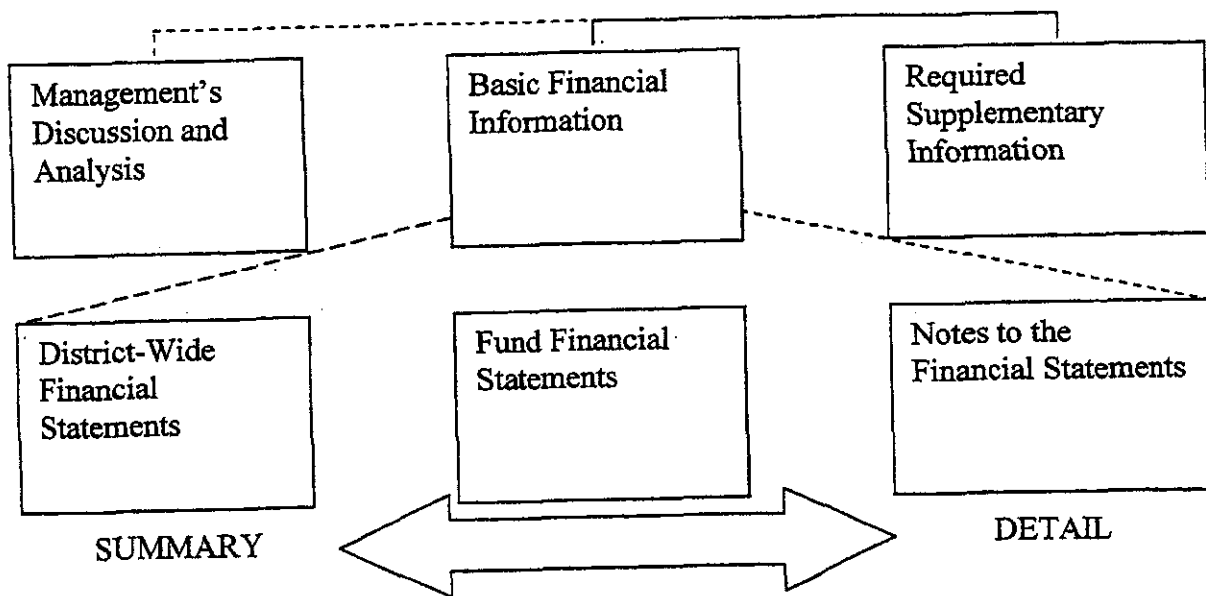 Management's
Discussion and
Analysis
Basic Financial
Information
Required
Supplementary
Information
District-Wide
Financial
Statements
Fund Financial
Statements
Notes to the
Financial Statements
SUMMARY
DETAIL